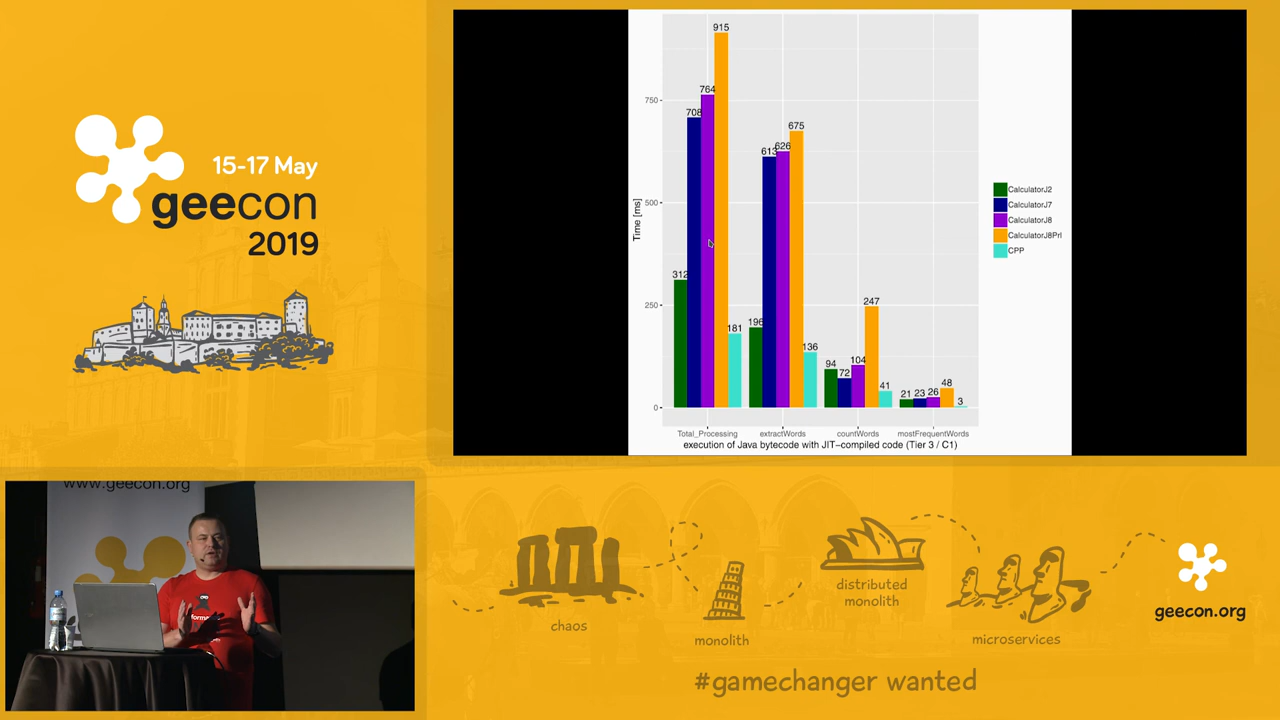 15-17 May
geecon
2019
915
764
708
750
675
626
613
Time [ms]
500
312
250
247
196
181
136
104
94
72
41
48
21
23
26
3
0
Total_Processing
extractWords
countWords
mostFrequentWords
execution of Java bytecode with JIT-compiled code (Tier 3 / C1)
CalculatorJ2
CalculatorJ7
CalculatorJ8
CalculatorJ8Prl
CPP
www.geecon.org
chaos
monolith
distributed
monolith
microservices
geecon.org
#gamechanger wanted